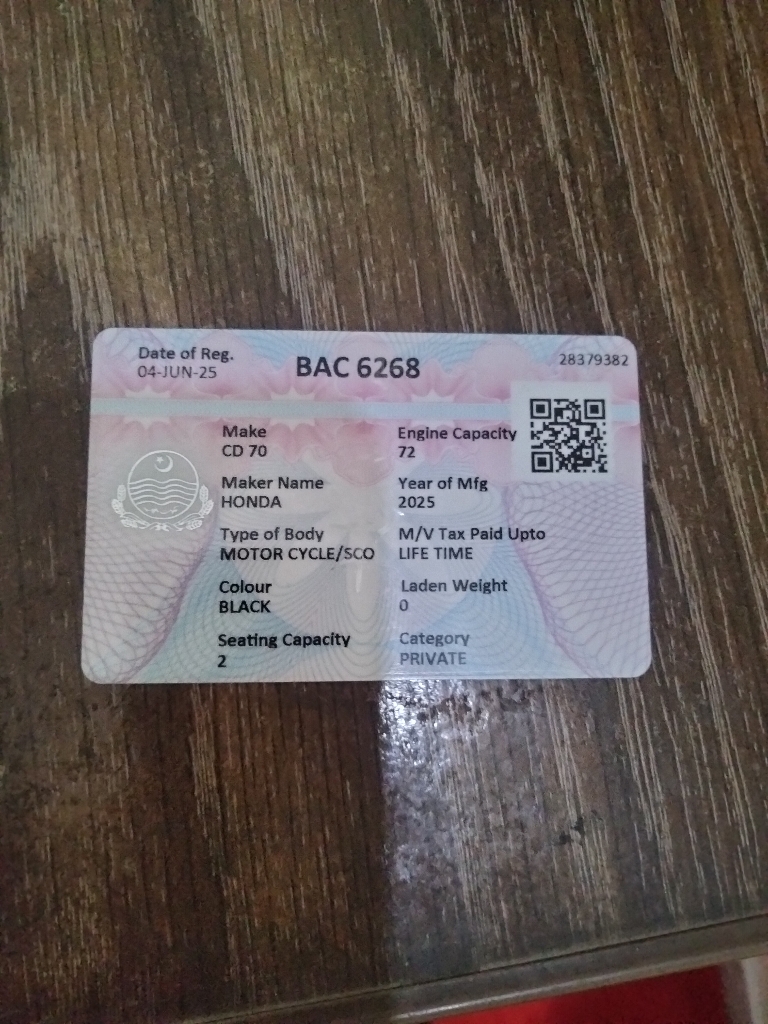 Date of Reg.
04-JUN-25
BAC 6268
28379382
Make
CD 70
Engine Capacity
72
Maker Name
HONDA
Year of Mfg
2025
Type of Body
MOTOR CYCLE/SCO
M/V Tax Paid Upto
LIFE TIME
Colour
BLACK
Laden Weight
0
Seating Capacity
2
Category
PRIVATE